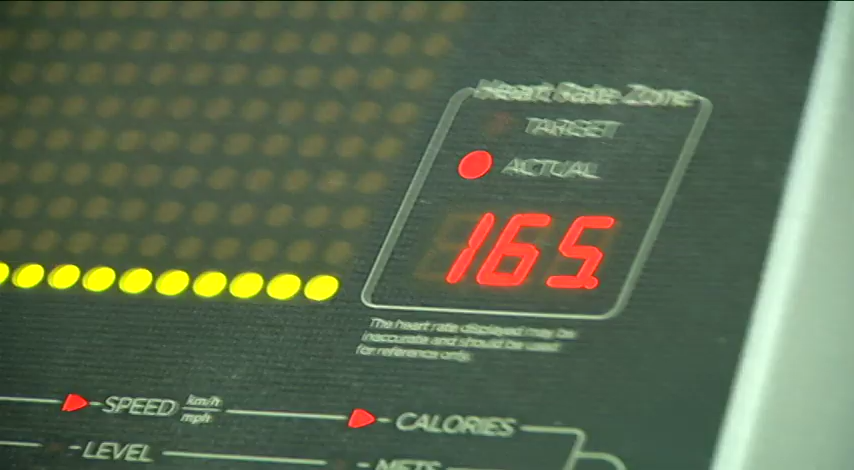 Heart Rate Zone
TARGET
ACTUAL
165
The heart rate displayed may be
inaccurate and should be used
for reference only.
SPEED km/h
mph
CALORIES
LEVEL
METS